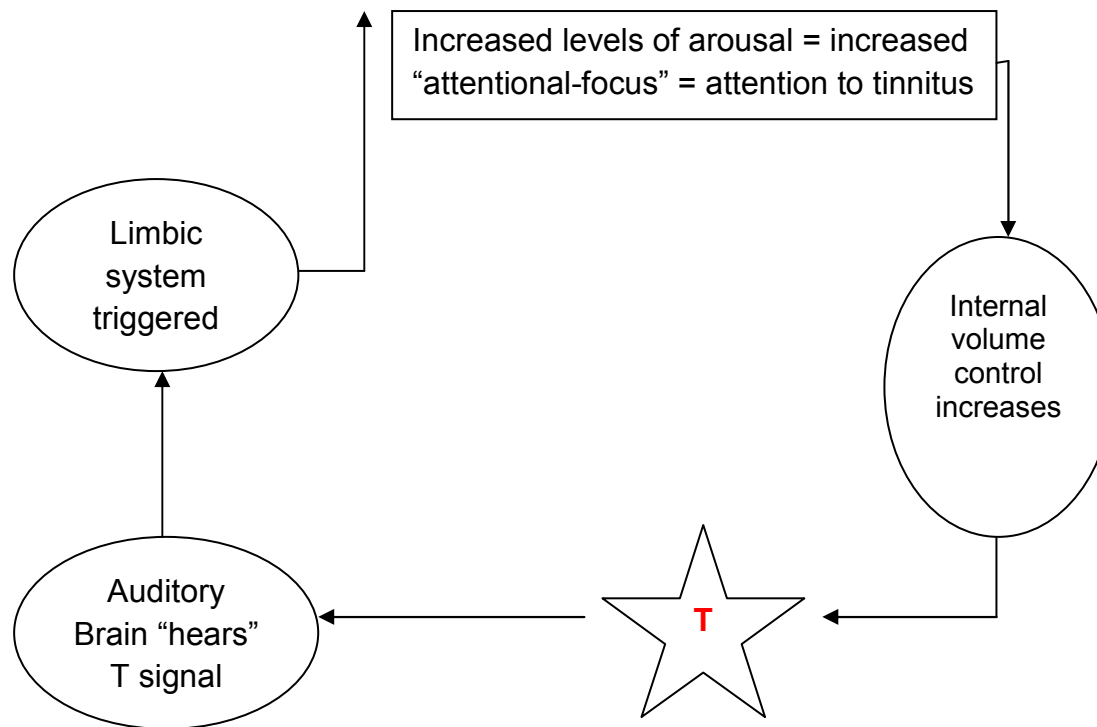 Increased levels of arousal = increased
“attentional-focus” = attention to tinnitus
Limbic
system
triggered
Internal
volume
control
increases
T
Auditory
Brain “hears”
T signal